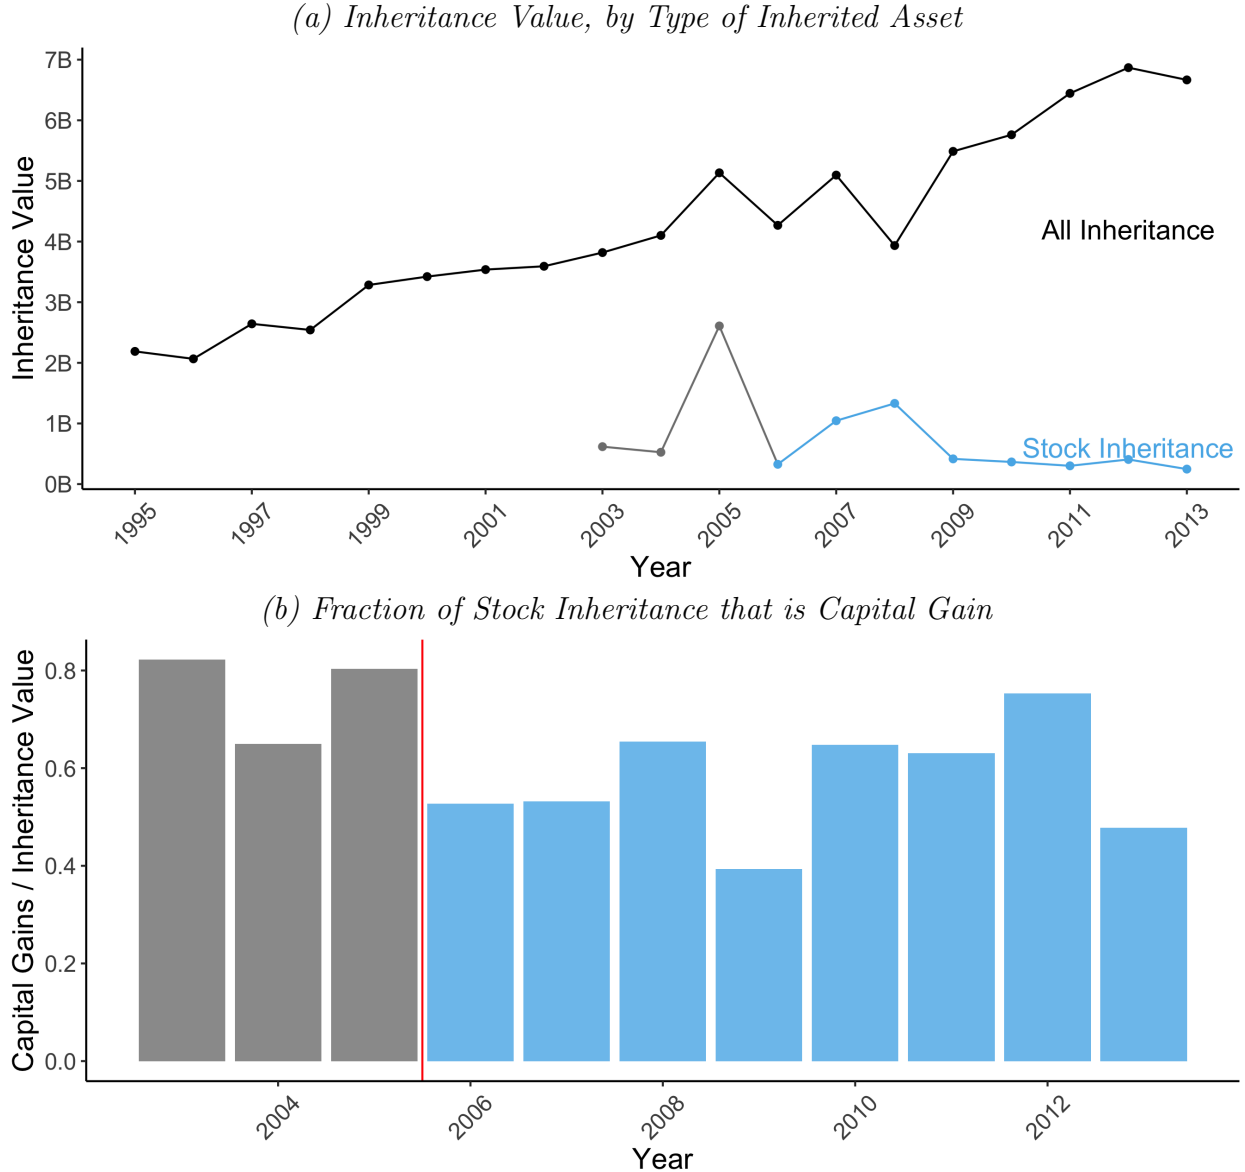 (a) Inheritance Value, by Type of Inherited Asset
7B
6B
5B
4B
3B
2B
1B
0B
Inheritance Value
All Inheritance
Stock Inheritance
1995
1997
1999
2001
2003
2005
2007
2009
2011
2013
Year
(b) Fraction of Stock Inheritance that is Capital Gain
0.8
0.6
0.4
0.2
0.0
Capital Gains / Inheritance Value
2004
2006
2008
2010
2012
Year